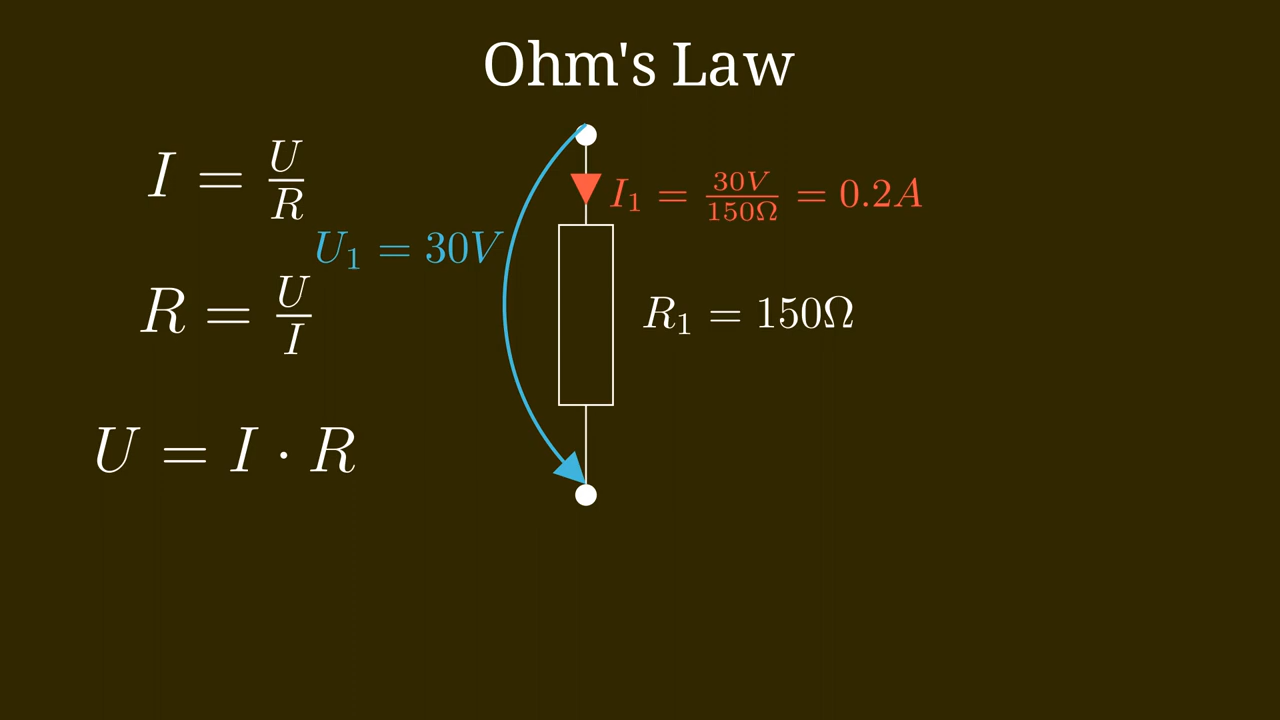 Ohm's Law
I = U/R
I₁ = 30V/150Ω = 0.2A
U₁ = 30V
R = U/I
R₁ = 150Ω
U = I · R